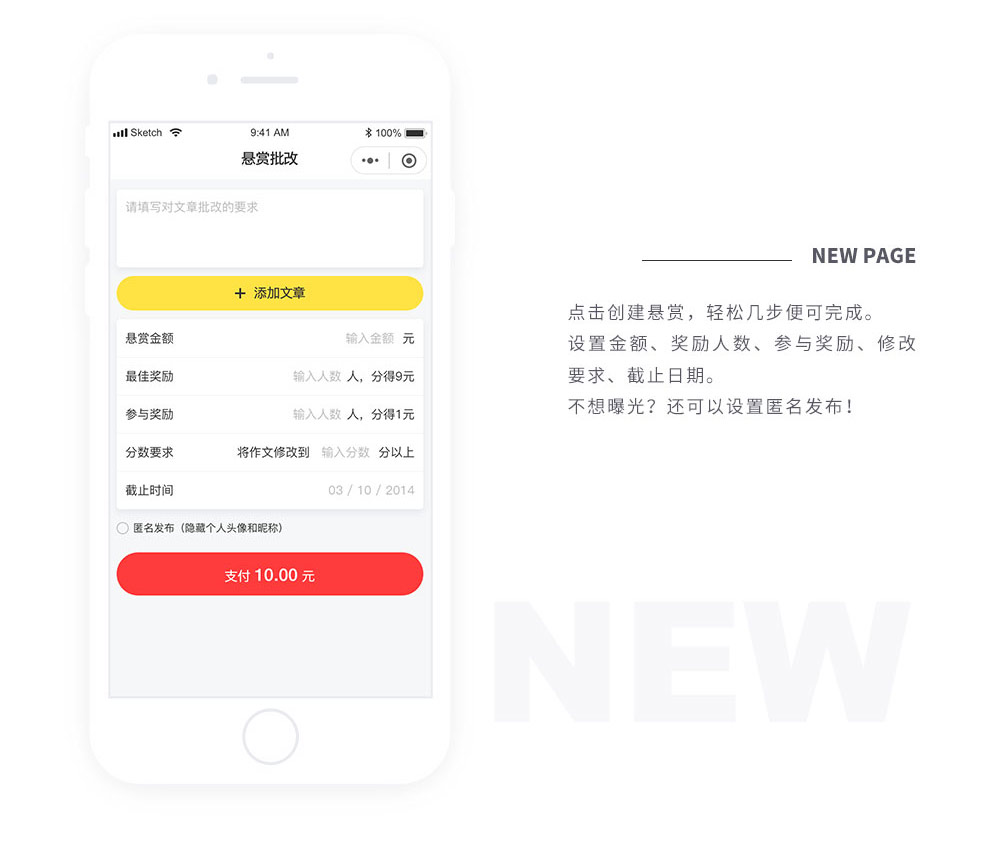 Sketch 9:41 AM 100%
悬赏批改
请填写对文章批改的要求
+ 添加文章
悬赏金额 输入金额 元
最佳奖励 输入人数 人，分得9元
参与奖励 输入人数 人，分得1元
分数要求 将作文修改到 输入分数 分以上
截止时间 03 / 10 / 2014
匿名发布（隐藏个人头像和昵称）
支付 10.00 元
NEW PAGE
点击创建悬赏，轻松几步便可完成。
设置金额、奖励人数、参与奖励、修改
要求、截止日期。
不想曝光？还可以设置匿名发布！
NEW